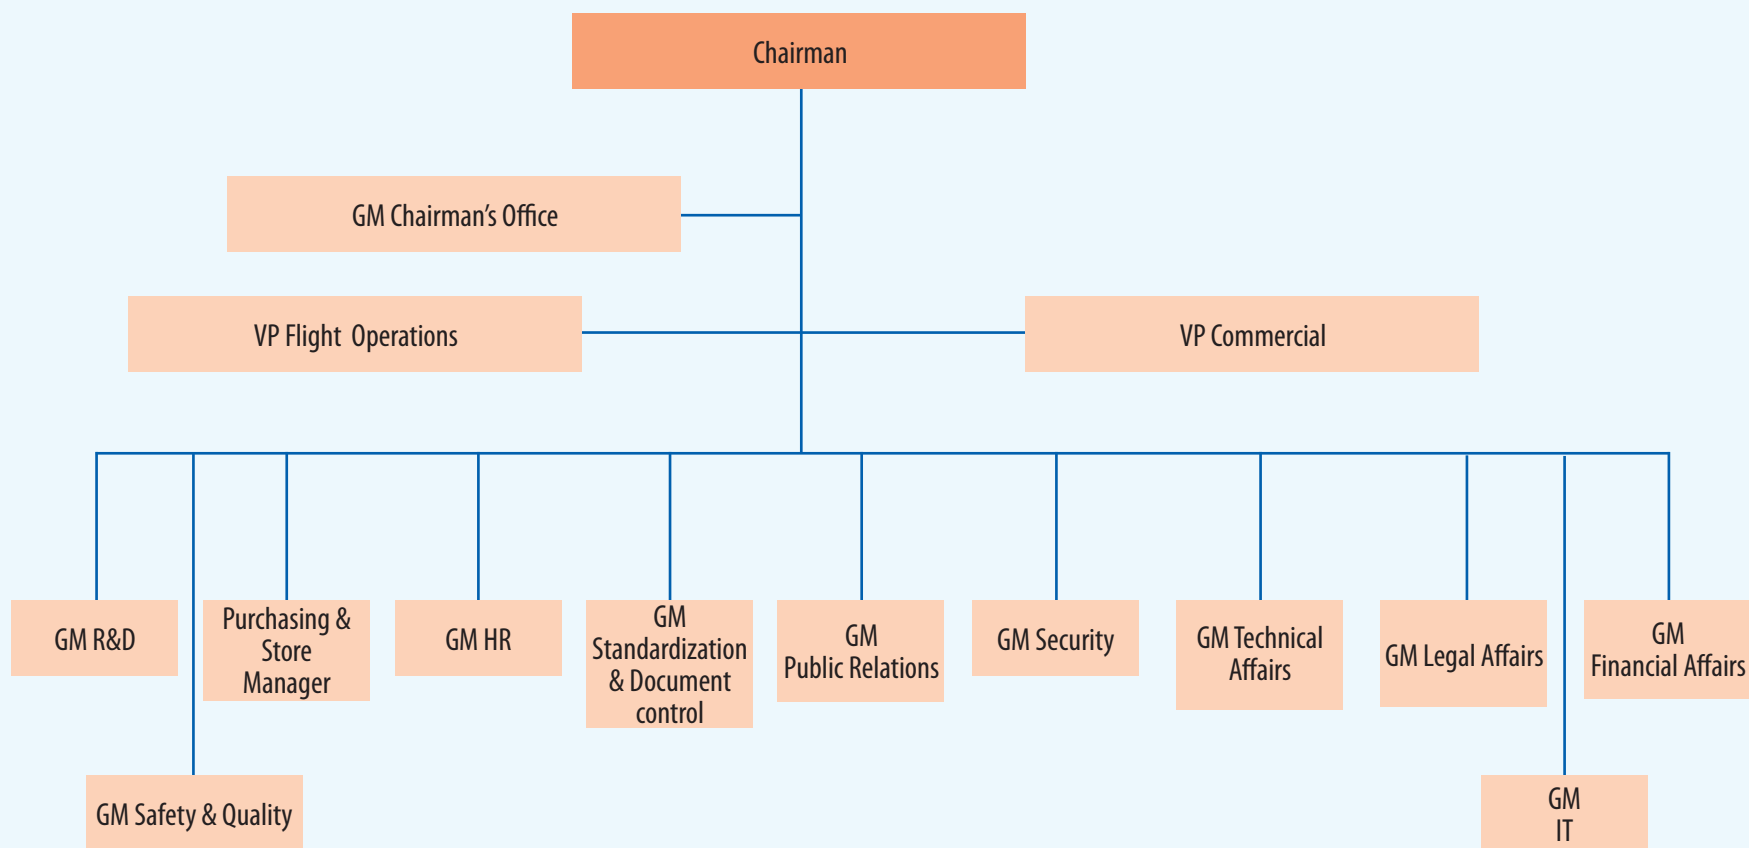 Chairman
GM Chairman’s Office
VP Flight Operations
VP Commercial
GM R&D
Purchasing &
Store
Manager
GM HR
GM
Standardization
& Document
control
GM
Public Relations
GM Security
GM Technical
Affairs
GM Legal Affairs
GM
Financial Affairs
GM Safety & Quality
GM
IT